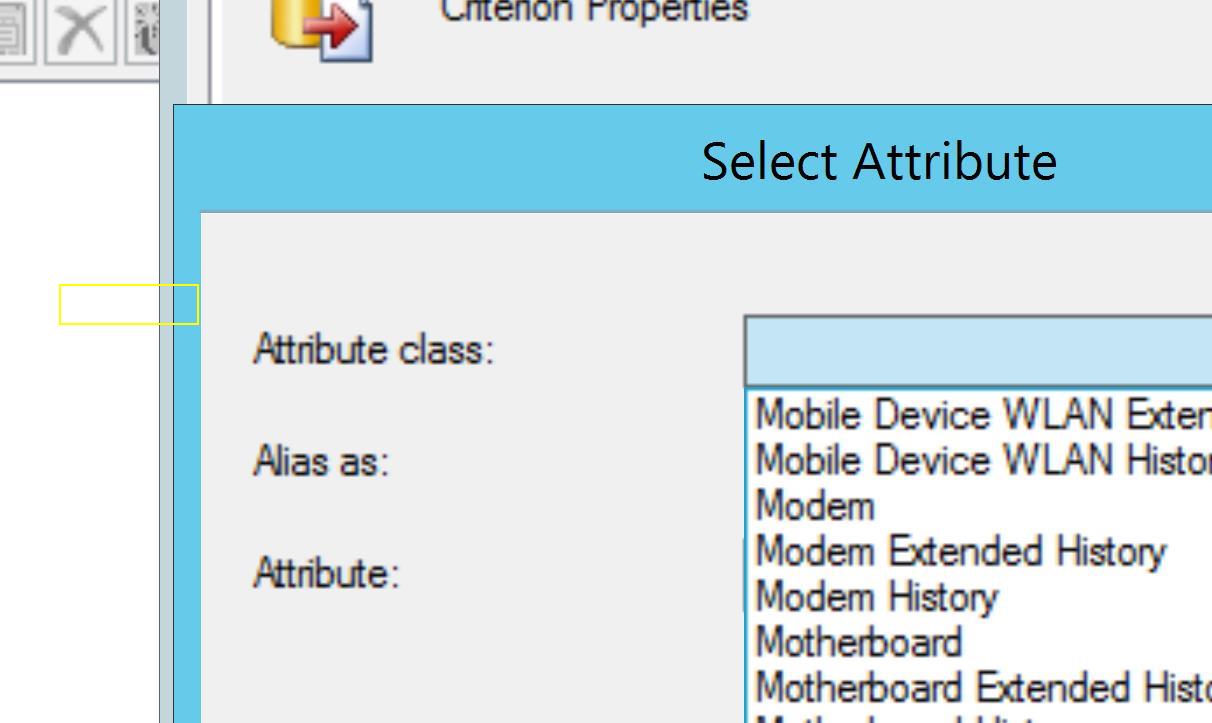 Criterion Properties
Select Attribute
Attribute class:
Mobile Device WLAN Exten
Mobile Device WLAN Histor
Alias as:
Modem
Modem Extended History
Attribute:
Modem History
Motherboard
Motherboard Extended Histo